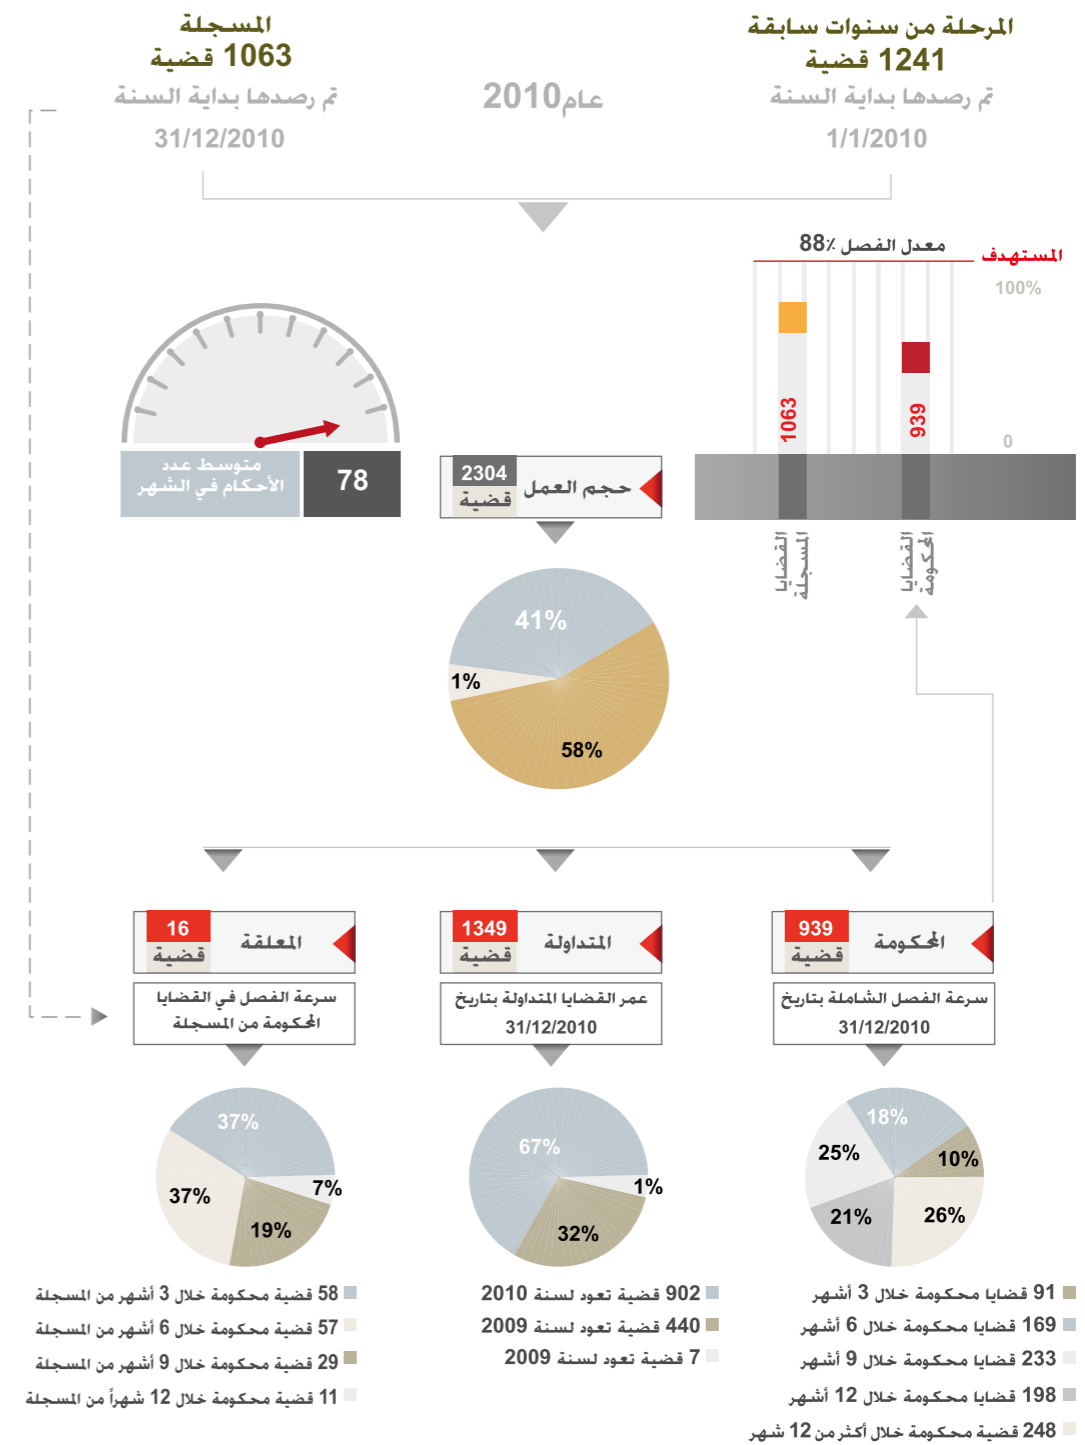 المرحلة من سنوات سابقة
1241 قضية
تم رصدها بداية السنة
1/1/2010
عام2010
المسجلة
1063 قضية
تم رصدها بداية السنة
31/12/2010
معدل الفصل 88٪
المستهدف
100%
0
939
1063
القضايا
المحكومة
القضايا
المسجلة
متوسط عدد
الأحكام في الشهر
78
حجم العمل
2304
قضية
41%
1%
58%
المحكومة
939
قضية
سرعة الفصل الشاملة بتاريخ
31/12/2010
المتداولة
1349
قضية
عمر القضايا المتداولة بتاريخ
31/12/2010
المعلقة
16
قضية
سرعة الفصل في القضايا
المحكومة من المسجلة
18%
10%
25%
21%
26%
67%
1%
32%
37%
7%
37%
19%
91 قضايا محكومة خلال 3 أشهر
169 قضايا محكومة خلال 6 أشهر
233 قضايا محكومة خلال 9 أشهر
198 قضايا محكومة خلال 12 أشهر
248 قضية محكومة خلال أكثر من 12 شهر
902 قضية تعود لسنة 2010
440 قضية تعود لسنة 2009
7 قضية تعود لسنة 2009
58 قضية محكومة خلال 3 أشهر من المسجلة
57 قضية محكومة خلال 6 أشهر من المسجلة
29 قضية محكومة خلال 9 أشهر من المسجلة
11 قضية محكومة خلال 12 شهراً من المسجلة